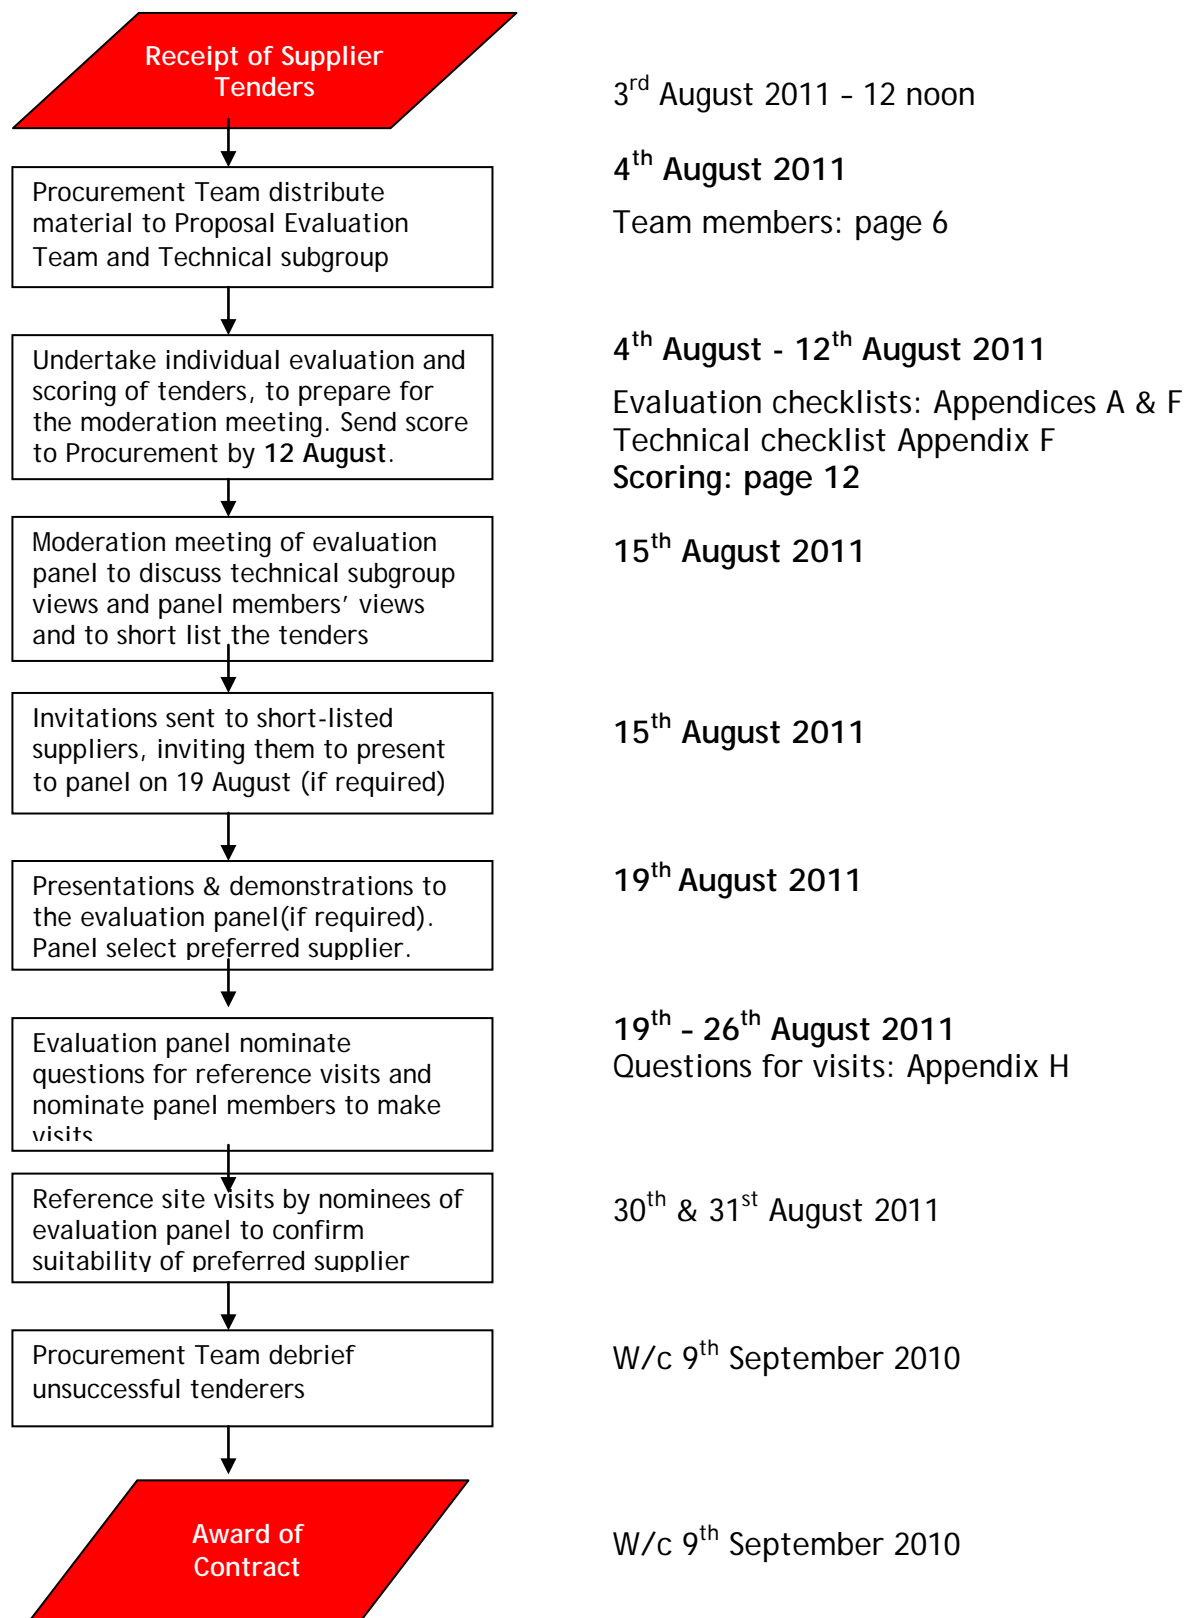 Receipt of Supplier
Tenders
3rd August 2011 – 12 noon
Procurement Team distribute
material to Proposal Evaluation
Team and Technical subgroup
4th August 2011
Team members: page 6
Undertake individual evaluation and
scoring of tenders, to prepare for
the moderation meeting. Send score
to Procurement by 12 August.
4th August - 12th August 2011
Evaluation checklists: Appendices A & F
Technical checklist Appendix F
Scoring: page 12
Moderation meeting of evaluation
panel to discuss technical subgroup
views and panel members’ views
and to short list the tenders
15th August 2011
Invitations sent to short-listed
suppliers, inviting them to present
to panel on 19 August (if required)
15th August 2011
Presentations & demonstrations to
the evaluation panel(if required).
Panel select preferred supplier.
19th August 2011
Evaluation panel nominate
questions for reference visits and
nominate panel members to make
visits
19th – 26th August 2011
Questions for visits: Appendix H
Reference site visits by nominees of
evaluation panel to confirm
suitability of preferred supplier
30th & 31st August 2011
Procurement Team debrief
unsuccessful tenderers
W/c 9th September 2010
Award of
Contract
W/c 9th September 2010